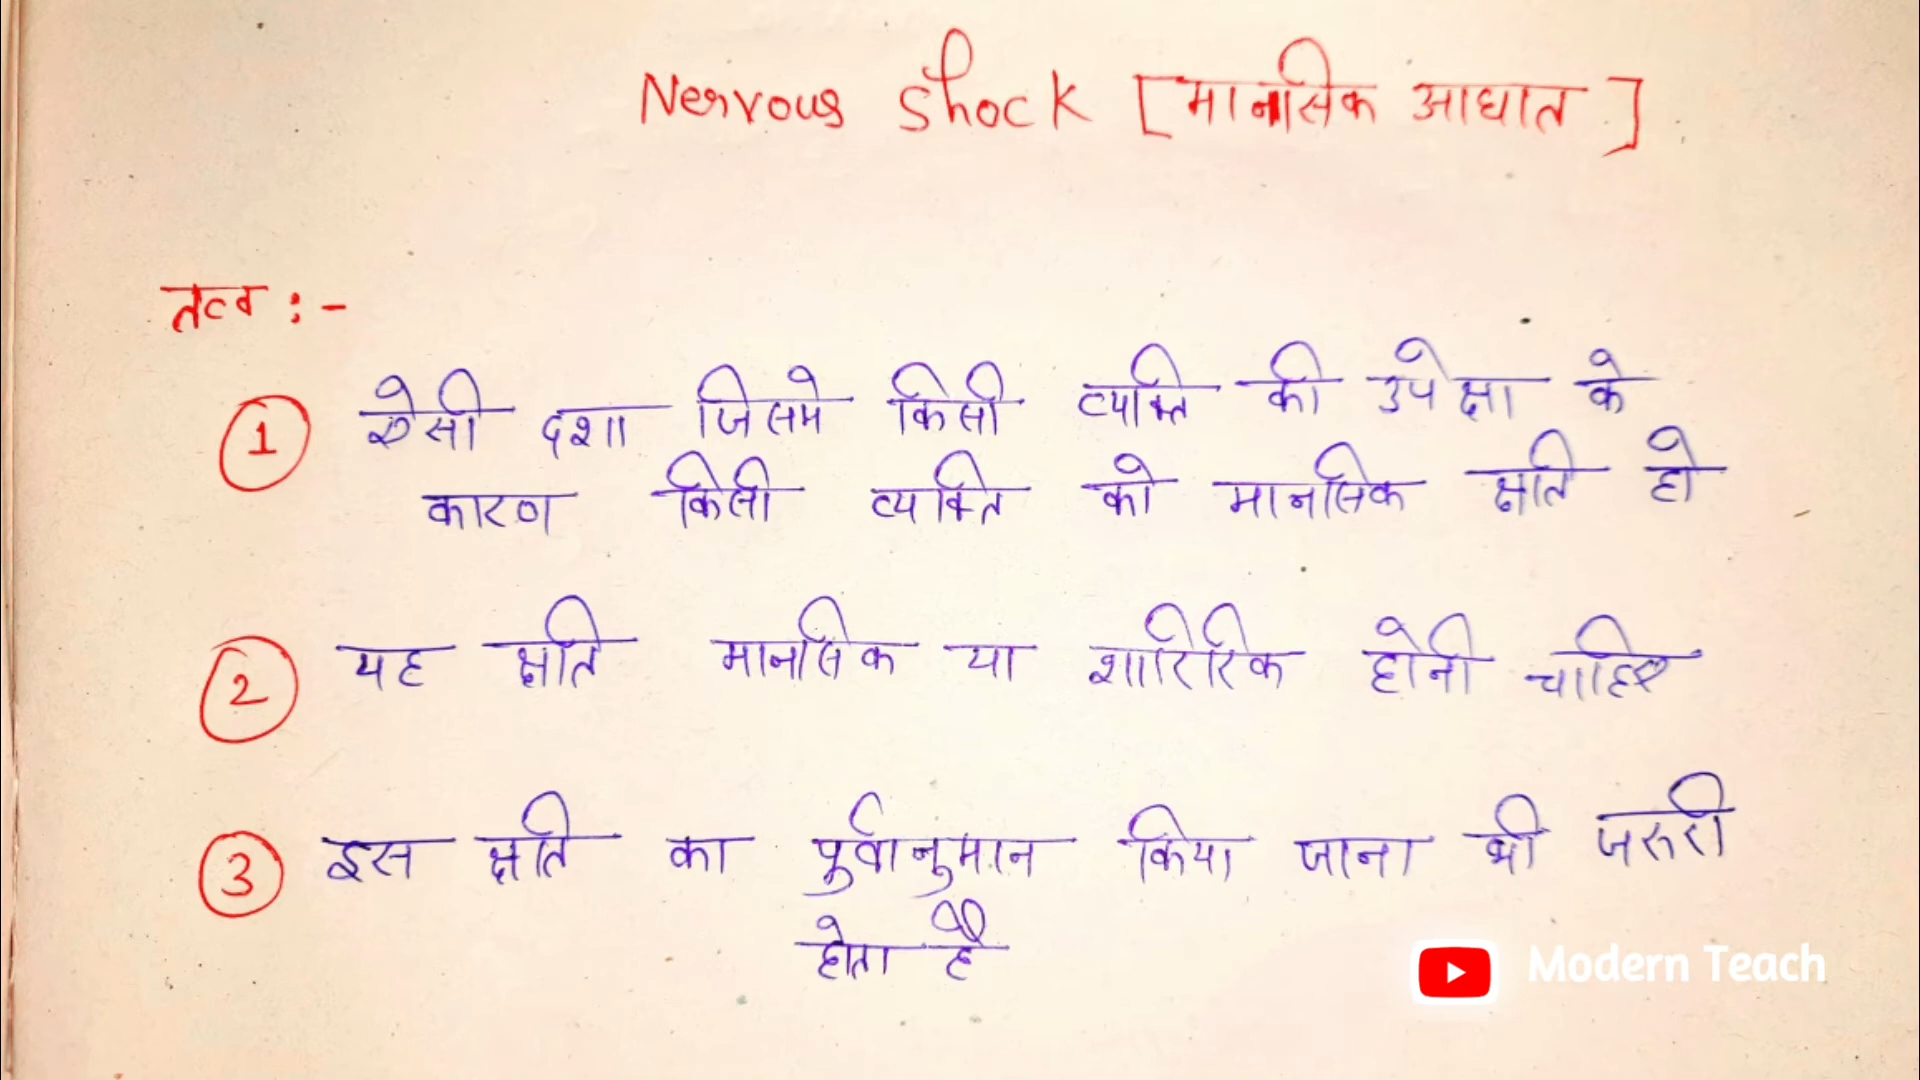 Nervous Shock [मानसिक आघात]
तत्व :-
1 ऐसी दशा जिसमे किसी व्यक्ति की उपेक्षा के
कारण किसी व्यक्ति को मानसिक क्षति हो
2 यह क्षति मानसिक या शारिरिक होनी चाहिए
3 इस क्षति का पुर्वानुमान किया जाना भी जरुरी
होता है
Modern Teach